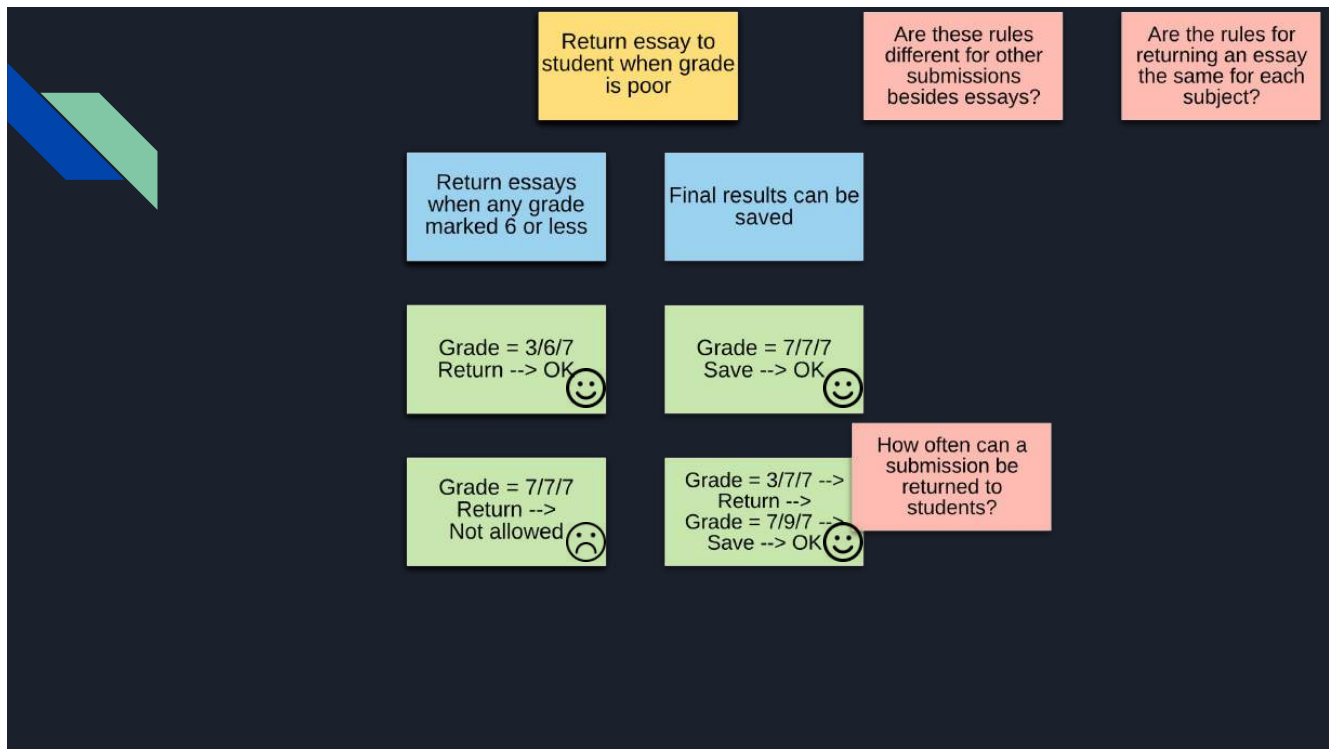 Return essay to
student when grade
is poor
Are these rules
different for other
submissions
besides essays?
Are the rules for
returning an essay
the same for each
subject?
Return essays
when any grade
marked 6 or less
Final results can be
saved
Grade = 3/6/7
Return --> OK
Grade = 7/7/7
Save --> OK
Grade = 7/7/7
Return -->
Not allowed
Grade = 3/7/7 -->
Return -->
Grade = 7/9/7 -->
Save --> OK
How often can a
submission be
returned to
students?